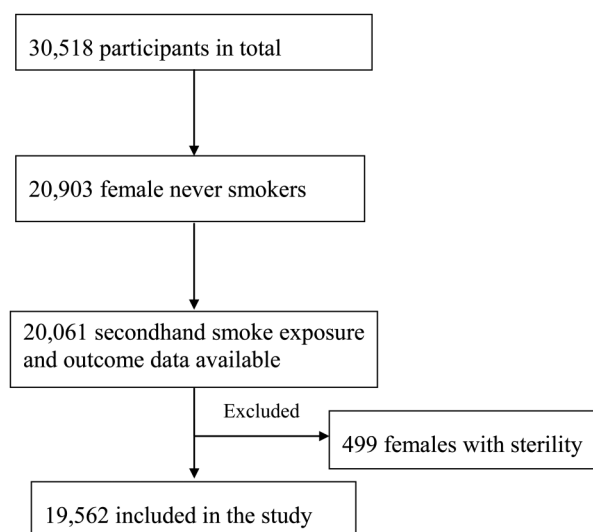 30,518 participants in total
20,903 female never smokers
20,061 secondhand smoke exposure
and outcome data available
Excluded
499 females with sterility
19,562 included in the study